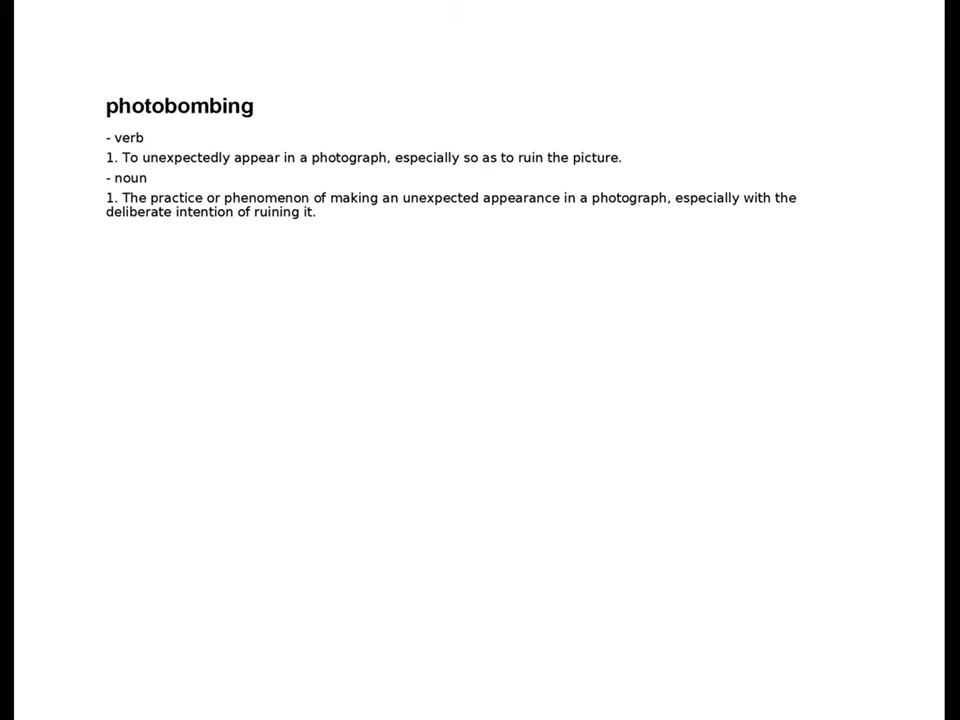 photobombing
- verb
1. To unexpectedly appear in a photograph, especially so as to ruin the picture.
- noun
1. The practice or phenomenon of making an unexpected appearance in a photograph, especially with the
deliberate intention of ruining it.